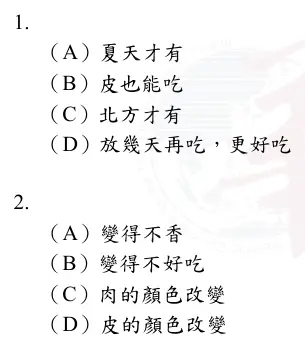 1.
（A）夏天才有
（B）皮也能吃
（C）北方才有
（D）放幾天再吃，更好吃
2.
（A）變得不香
（B）變得不好吃
（C）肉的顏色改變
（D）皮的顏色改變